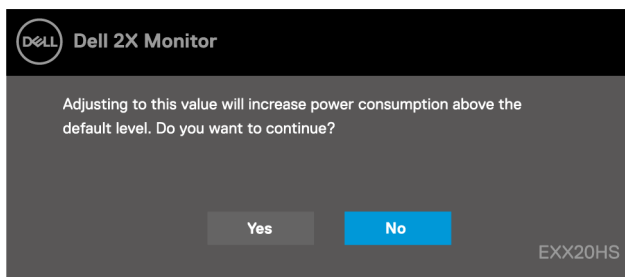 DELL Dell 2X Monitor
Adjusting to this value will increase power consumption above the
default level. Do you want to continue?
Yes No
EXX20HS